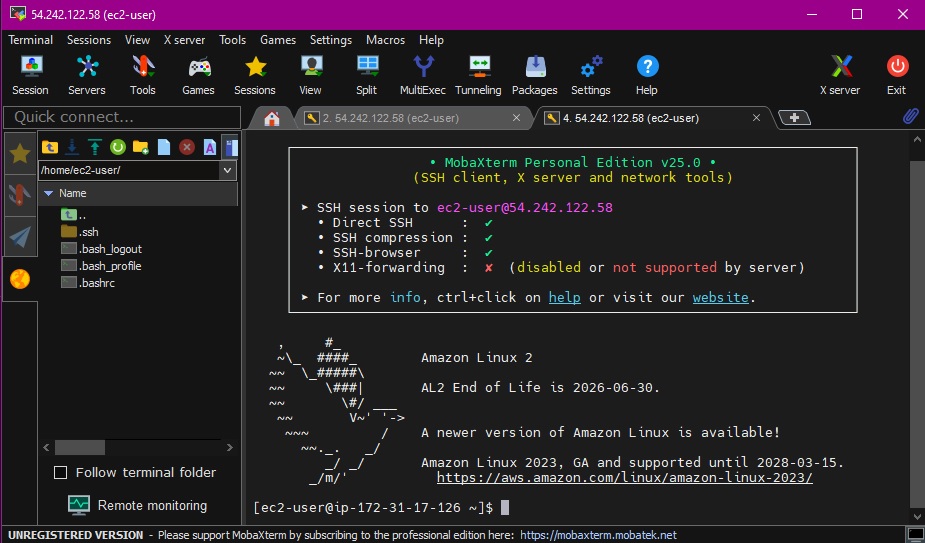 54.242.122.58 (ec2-user)
Terminal Sessions View X server Tools Games Settings Macros Help
Session Servers Tools Games Sessions View Split MultiExec Tunneling Packages Settings Help X server Exit
Quick connect...
2. 54.242.122.58 (ec2-user)
4. 54.242.122.58 (ec2-user)
/home/ec2-user/
Name
..
.ssh
.bash_logout
.bash_profile
.bashrc
Follow terminal folder
Remote monitoring
• MobaXterm Personal Edition v25.0 •
(SSH client, X server and network tools)
► SSH session to ec2-user@54.242.122.58
• Direct SSH : ✔
• SSH compression : ✔
• SSH-browser : ✔
• X11-forwarding : ✘ (disabled or not supported by server)
► For more info, ctrl+click on help or visit our website.
, #_
~\_ ####_ Amazon Linux 2
~~ \_#####\
~~ \###| AL2 End of Life is 2026-06-30.
~~ \#/ ___
~~ V~' '->
~~~ / A newer version of Amazon Linux is available!
~~._. _/
_/ _/ Amazon Linux 2023, GA and supported until 2028-03-15.
_/m/' https://aws.amazon.com/linux/amazon-linux-2023/
[ec2-user@ip-172-31-17-126 ~]$
UNREGISTERED VERSION - Please support MobaXterm by subscribing to the professional edition here: https://mobaxterm.mobatek.net